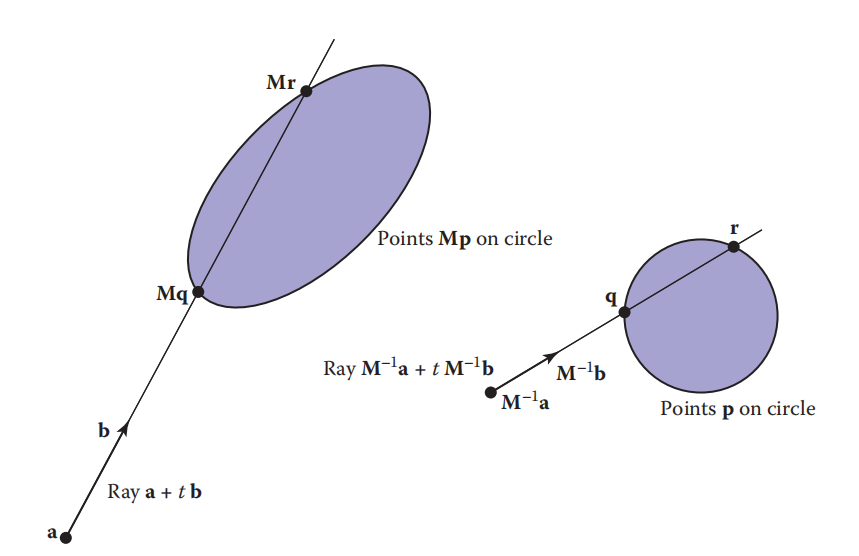 Mr
Points Mp on circle
Mq
b
Ray a + t b
a
r
q
Ray M⁻¹a + t M⁻¹b
M⁻¹b
M⁻¹a
Points p on circle